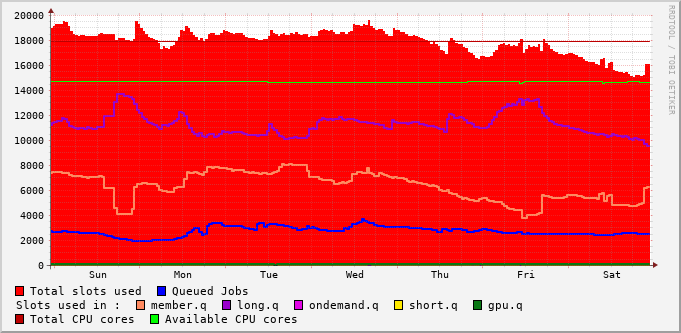 20000
18000
16000
14000
12000
10000
8000
6000
4000
2000
0
Sun Mon Tue Wed Thu Fri Sat
RRDTOOL / TOBI OETIKER
Total slots used Queued Jobs
Slots used in : member.q long.q ondemand.q short.q gpu.q
Total CPU cores Available CPU cores